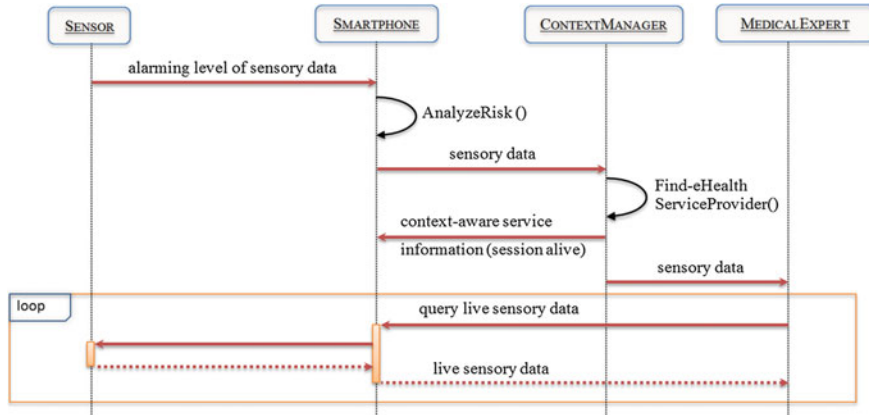 SENSOR
SMARTPHONE
CONTEXTMANAGER
MEDICALEXPERT
alarming level of sensory data
AnalyzeRisk ()
sensory data
Find-eHealth
ServiceProvider()
context-aware service
information (session alive)
sensory data
loop
query live sensory data
live sensory data